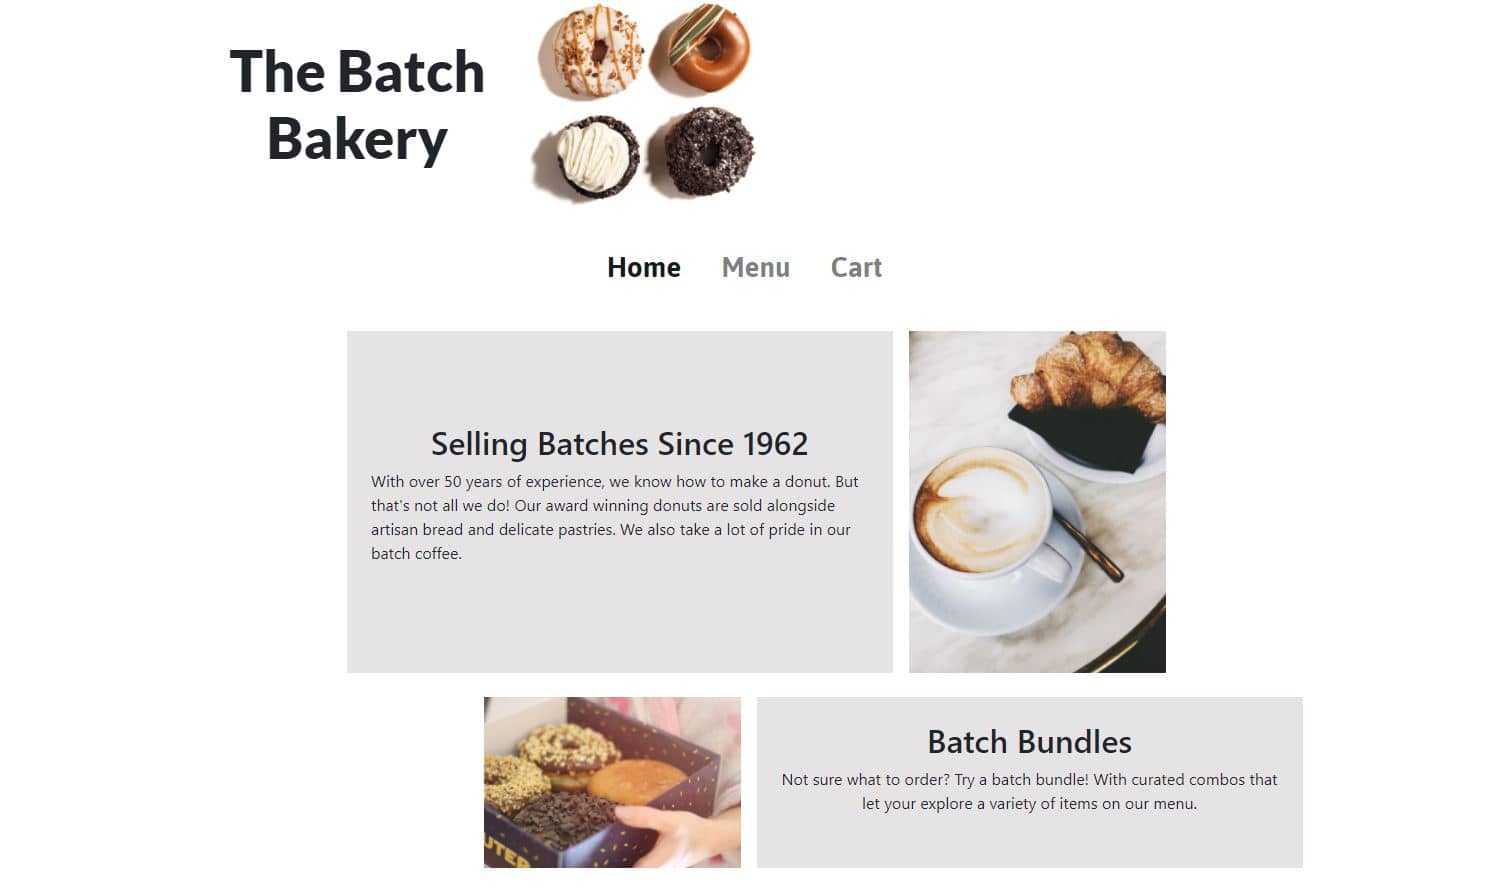 The Batch
Bakery
Home Menu Cart
Selling Batches Since 1962
With over 50 years of experience, we know how to make a donut. But
that's not all we do! Our award winning donuts are sold alongside
artisan bread and delicate pastries. We also take a lot of pride in our
batch coffee.
Batch Bundles
Not sure what to order? Try a batch bundle! With curated combos that
let your explore a variety of items on our menu.